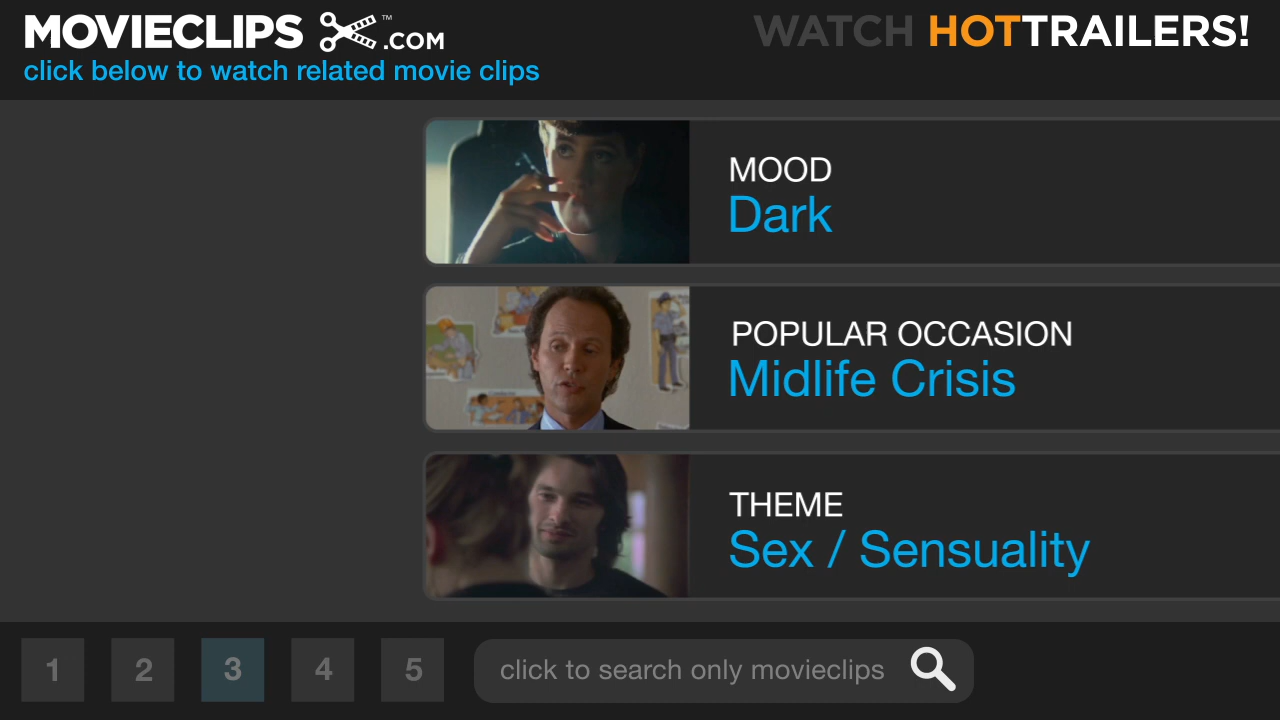 MOVIECLIPS ™ .COM
WATCH HOTTRAILERS!
click below to watch related movie clips
MOOD
Dark
POPULAR OCCASION
Midlife Crisis
THEME
Sex / Sensuality
1 2 3 4 5 click to search only movieclips